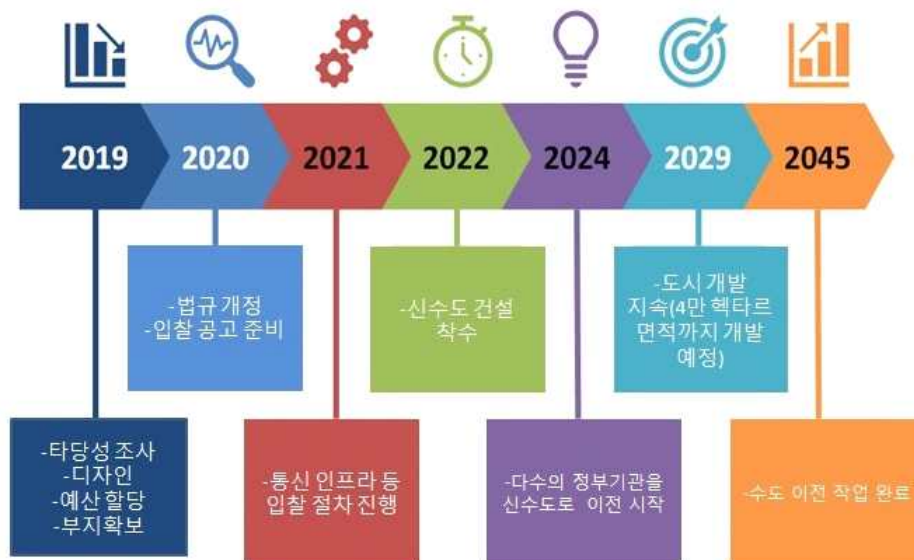 2019
2020
2021
2022
2024
2029
2045
-법규 개정
-입찰 공고 준비
-신수도 건설
착수
-도시 개발
지속(4만 헥타르
면적까지 개발
예정)
-타당성 조사
-디자인
-예산 할당
-부지확보
-통신 인프라 등
입찰 절차 진행
-다수의 정부기관을
신수도로 이전 시작
-수도 이전 작업 완료